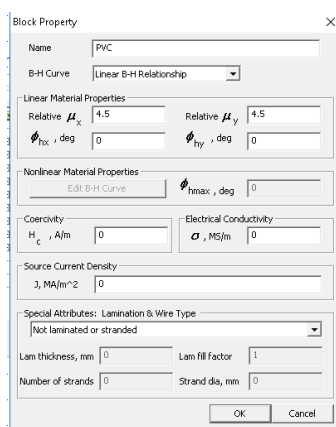 Block Property
Name PVC
B-H Curve Linear B-H Relationship
Linear Material Properties
Relative μx 4.5 Relative μy 4.5
ϕhx , deg 0 ϕhy , deg 0
Nonlinear Material Properties
Edit B-H Curve ϕhmax , deg 0
Coercivity Electrical Conductivity
Hc , A/m 0 σ , MS/m 0
Source Current Density
J, MA/m^2 0
Special Attributes: Lamination & Wire Type
Not laminated or stranded
Lam thickness, mm 0 Lam fill factor 1
Number of strands 0 Strand dia, mm 0
OK Cancel